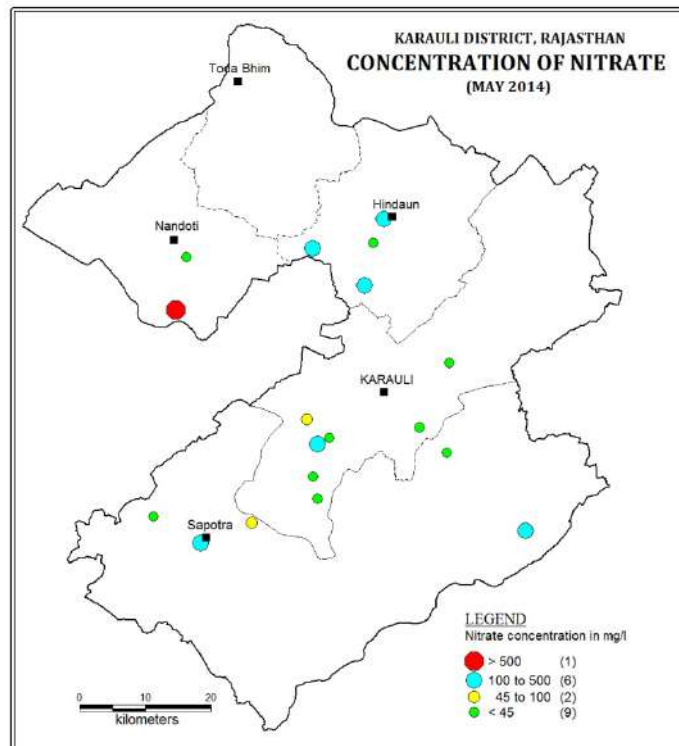 KARAULI DISTRICT, RAJASTHAN
CONCENTRATION OF NITRATE
(MAY 2014)
Toda Bhim
Hindaun
Nandoti
KARAULI
Sapotra
LEGEND
Nitrate concentration in mg/l
> 500 (1)
100 to 500 (6)
45 to 100 (2)
< 45 (9)
0 10 20
kilometers